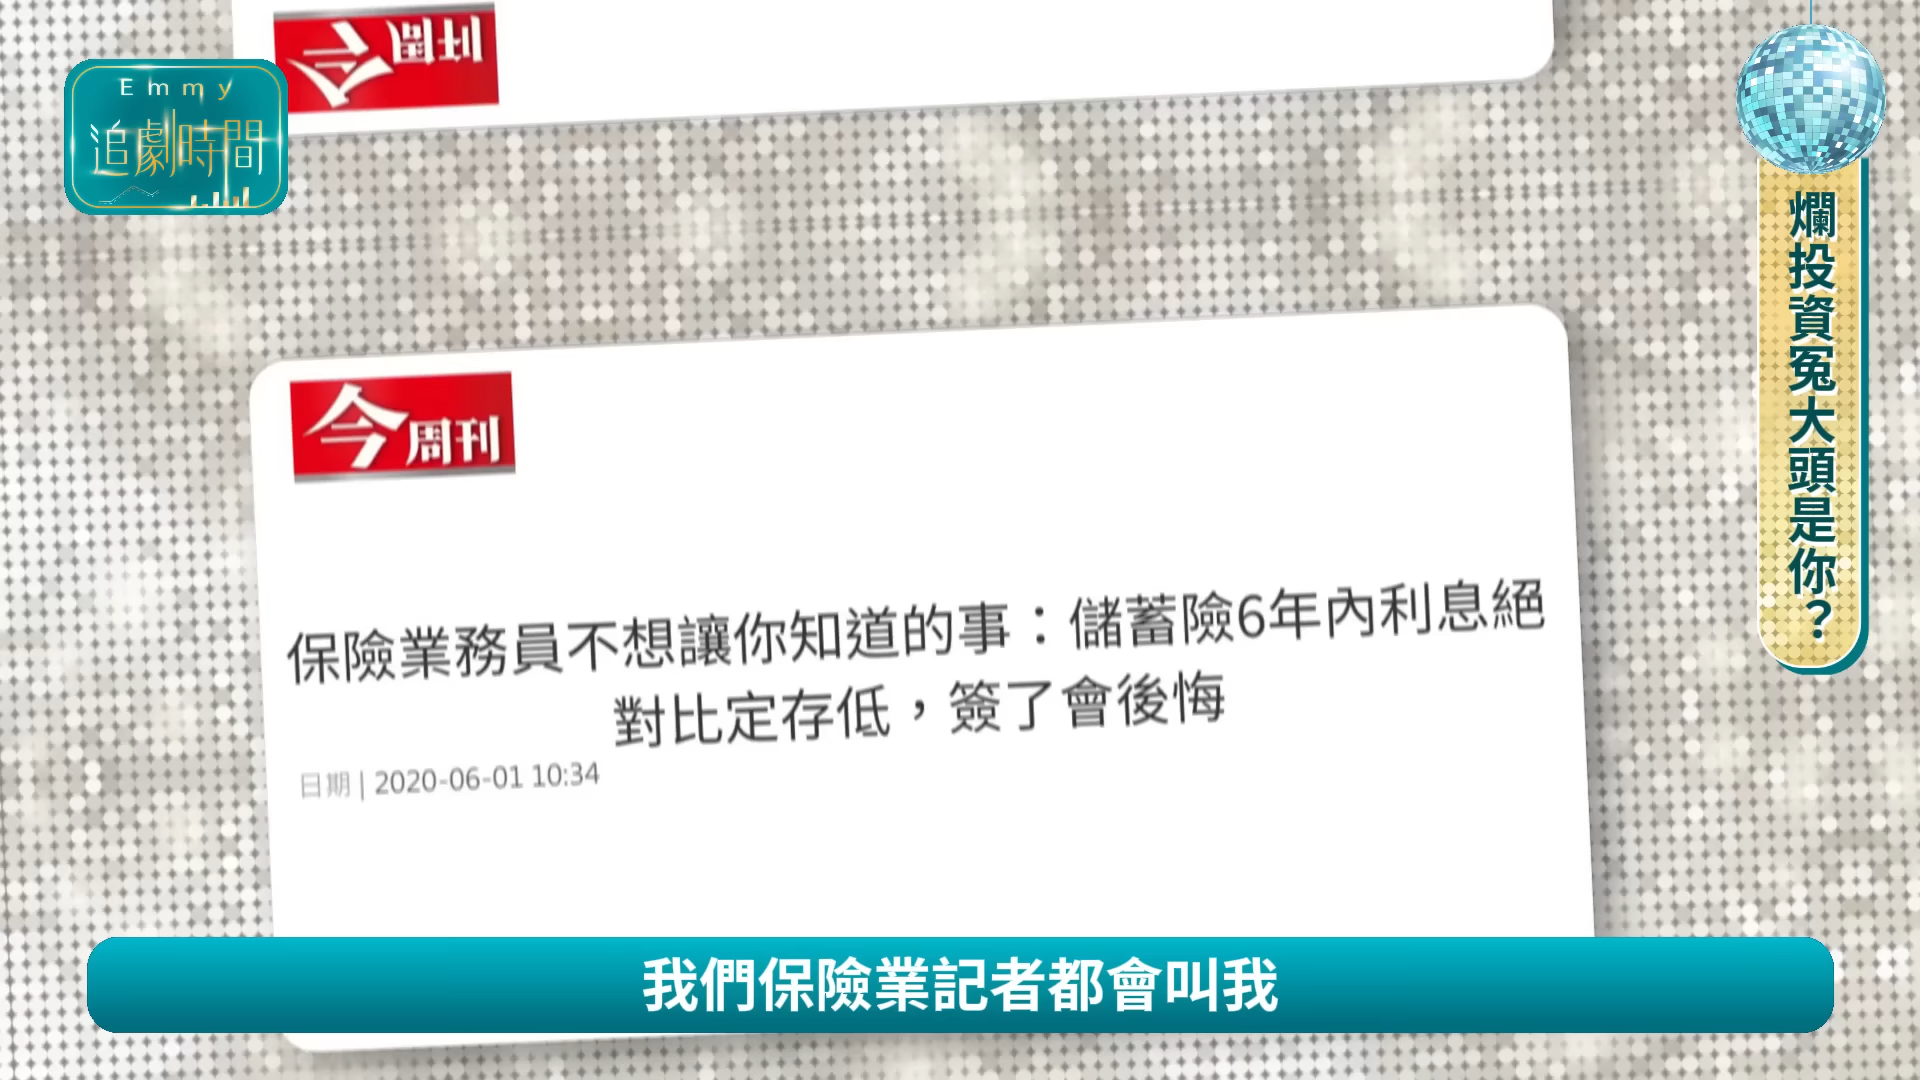 今周刊
Emmy
追劇時間
爛投資冤大頭是你？
今周刊
保險業務員不想讓你知道的事：儲蓄險6年內利息絕
對比定存低，簽了會後悔
日期 | 2020-06-01 10:34
我們保險業記者都會叫我